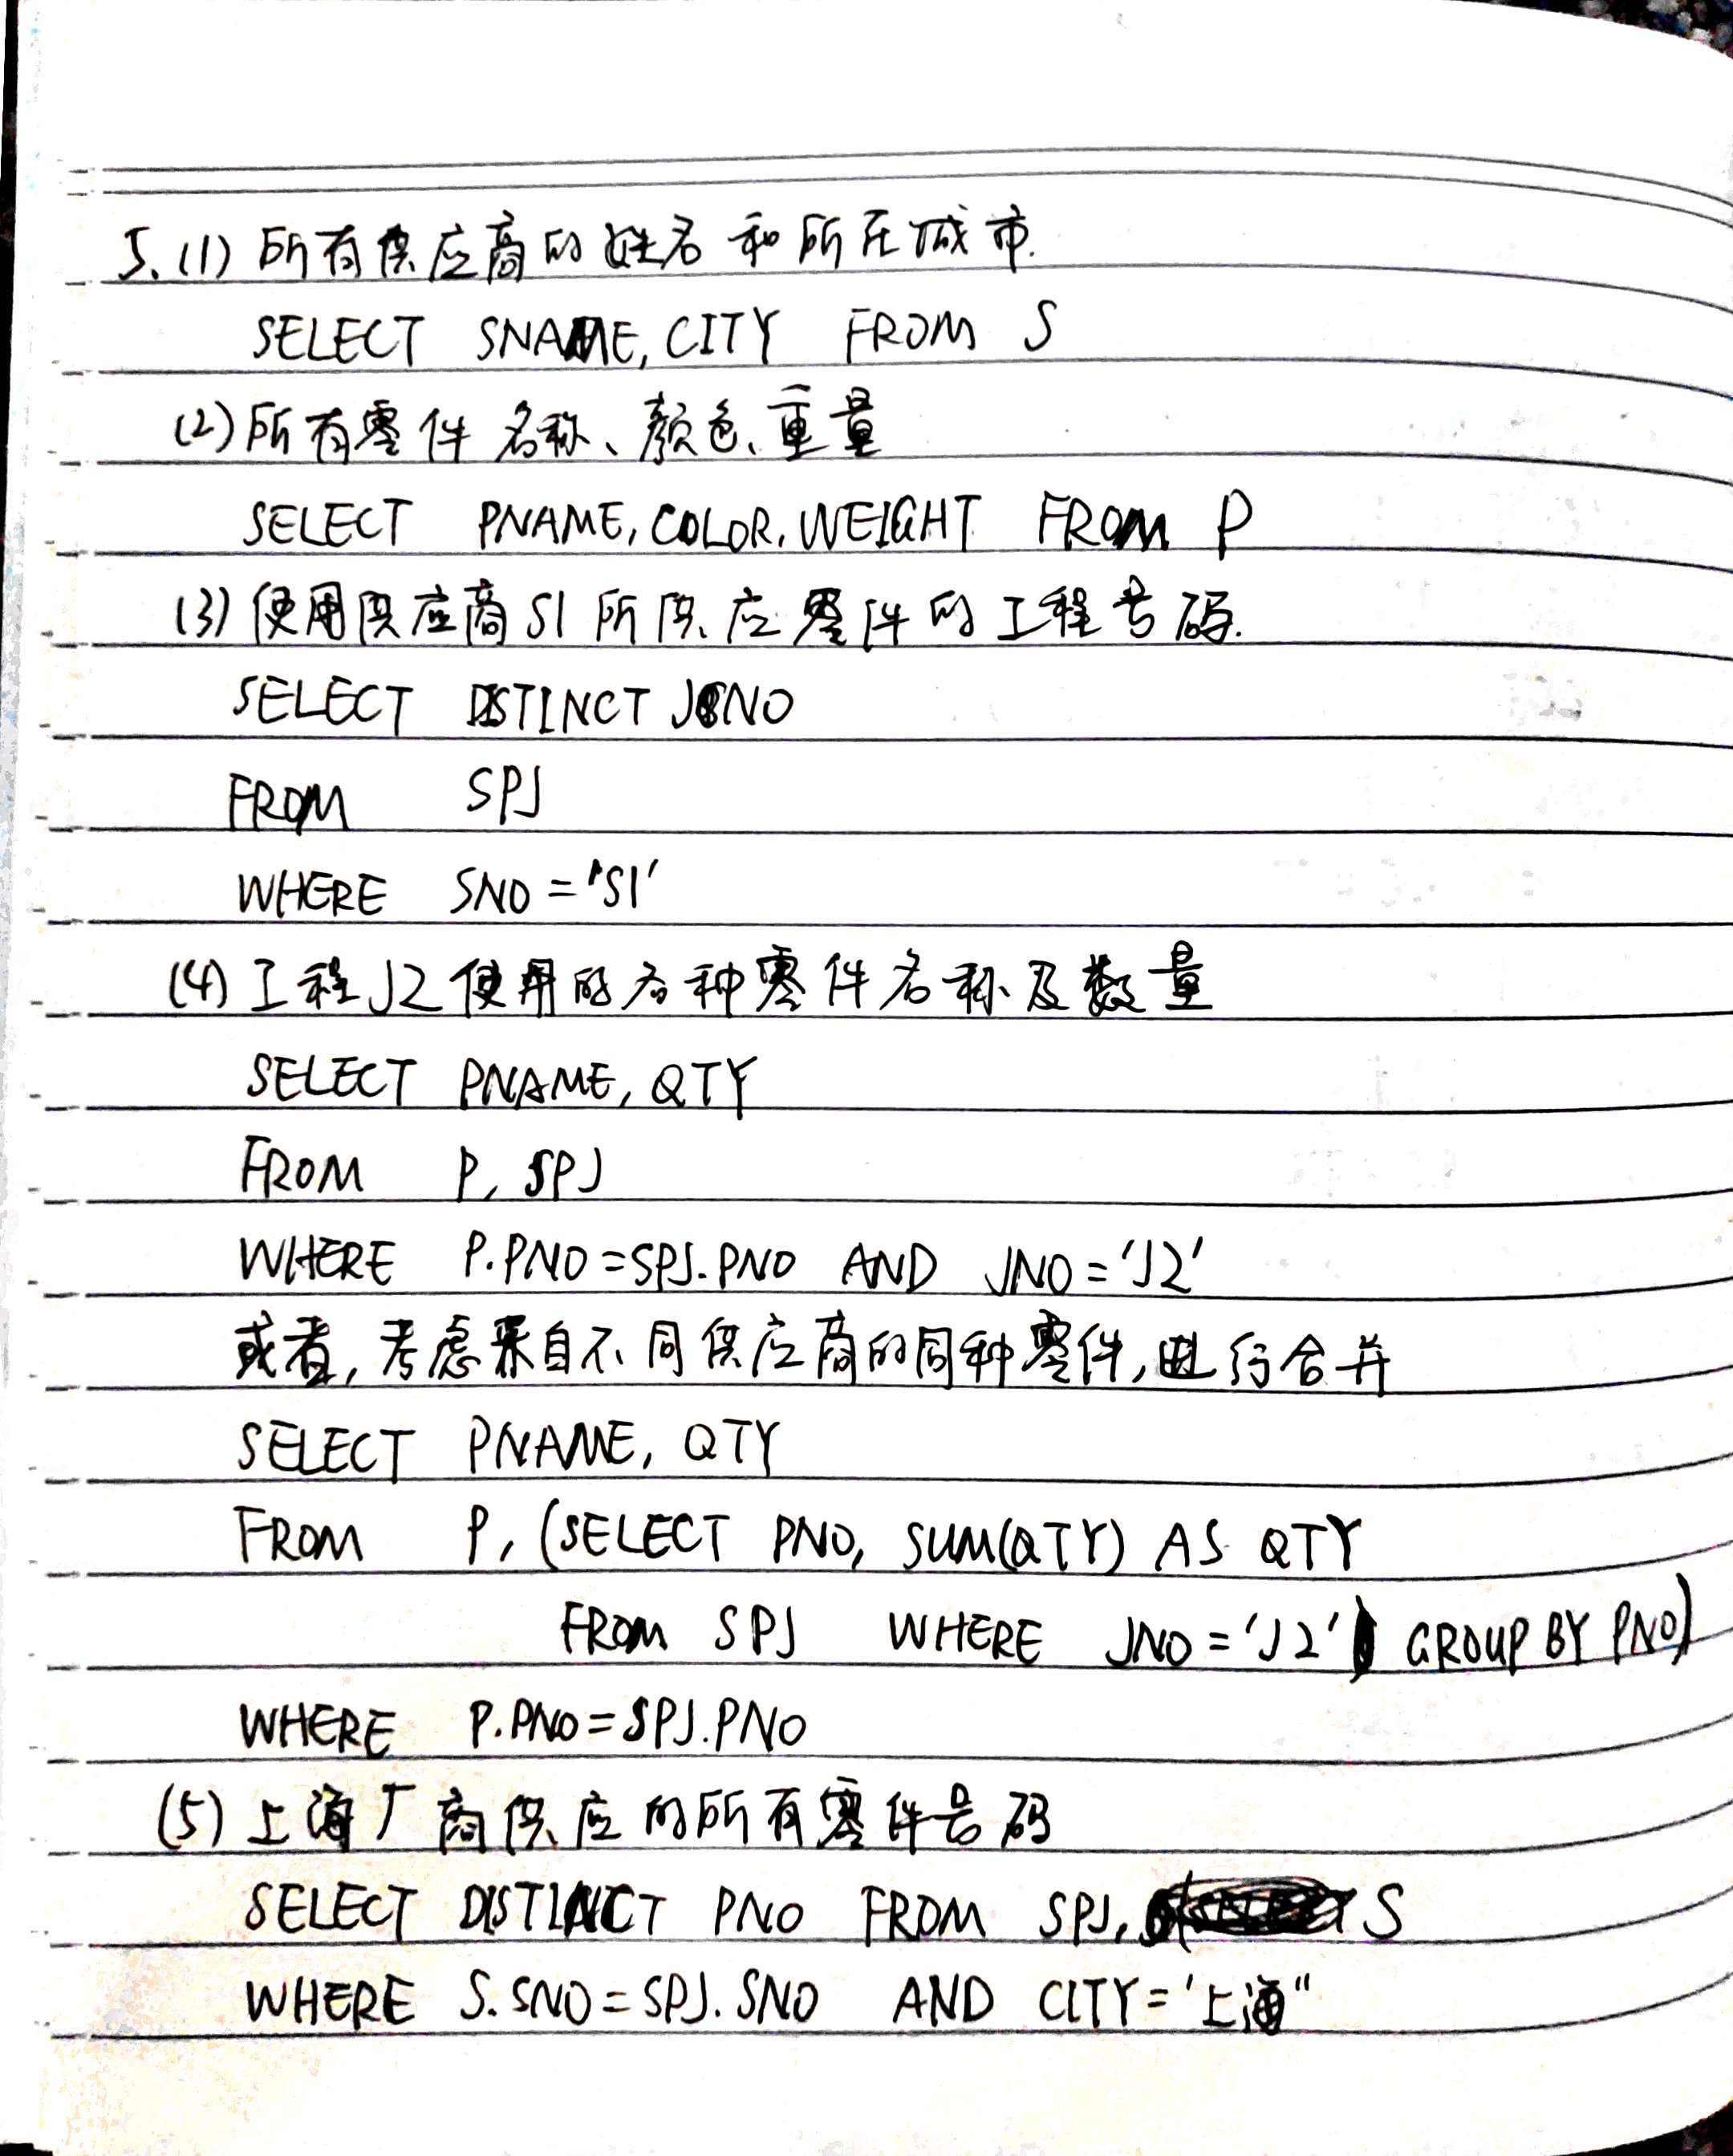 5.(1) 所有供应商的姓名和所在城市.
SELECT SNAME, CITY FROM S
(2) 所有零件名称、颜色、重量
SELECT PNAME, COLOR, WEIGHT FROM P
(3) 使用供应商S1所供应零件的工程号码.
SELECT DISTINCT JNO
FROM SPJ
WHERE SNO = 'S1'
(4) 工程J2使用的各种零件名称及数量
SELECT PNAME, QTY
FROM P, SPJ
WHERE P.PNO = SPJ.PNO AND JNO = 'J2'
或者, 考虑来自不同供应商的同种零件, 进行合并
SELECT PNAME, QTY
FROM P, (SELECT PNO, SUM(QTY) AS QTY
FROM SPJ WHERE JNO = 'J2' GROUP BY PNO)
WHERE P.PNO = SPJ.PNO
(5) 上海厂商供应的所有零件号码
SELECT DISTINCT PNO FROM SPJ, S
WHERE S.SNO = SPJ.SNO AND CITY = '上海"